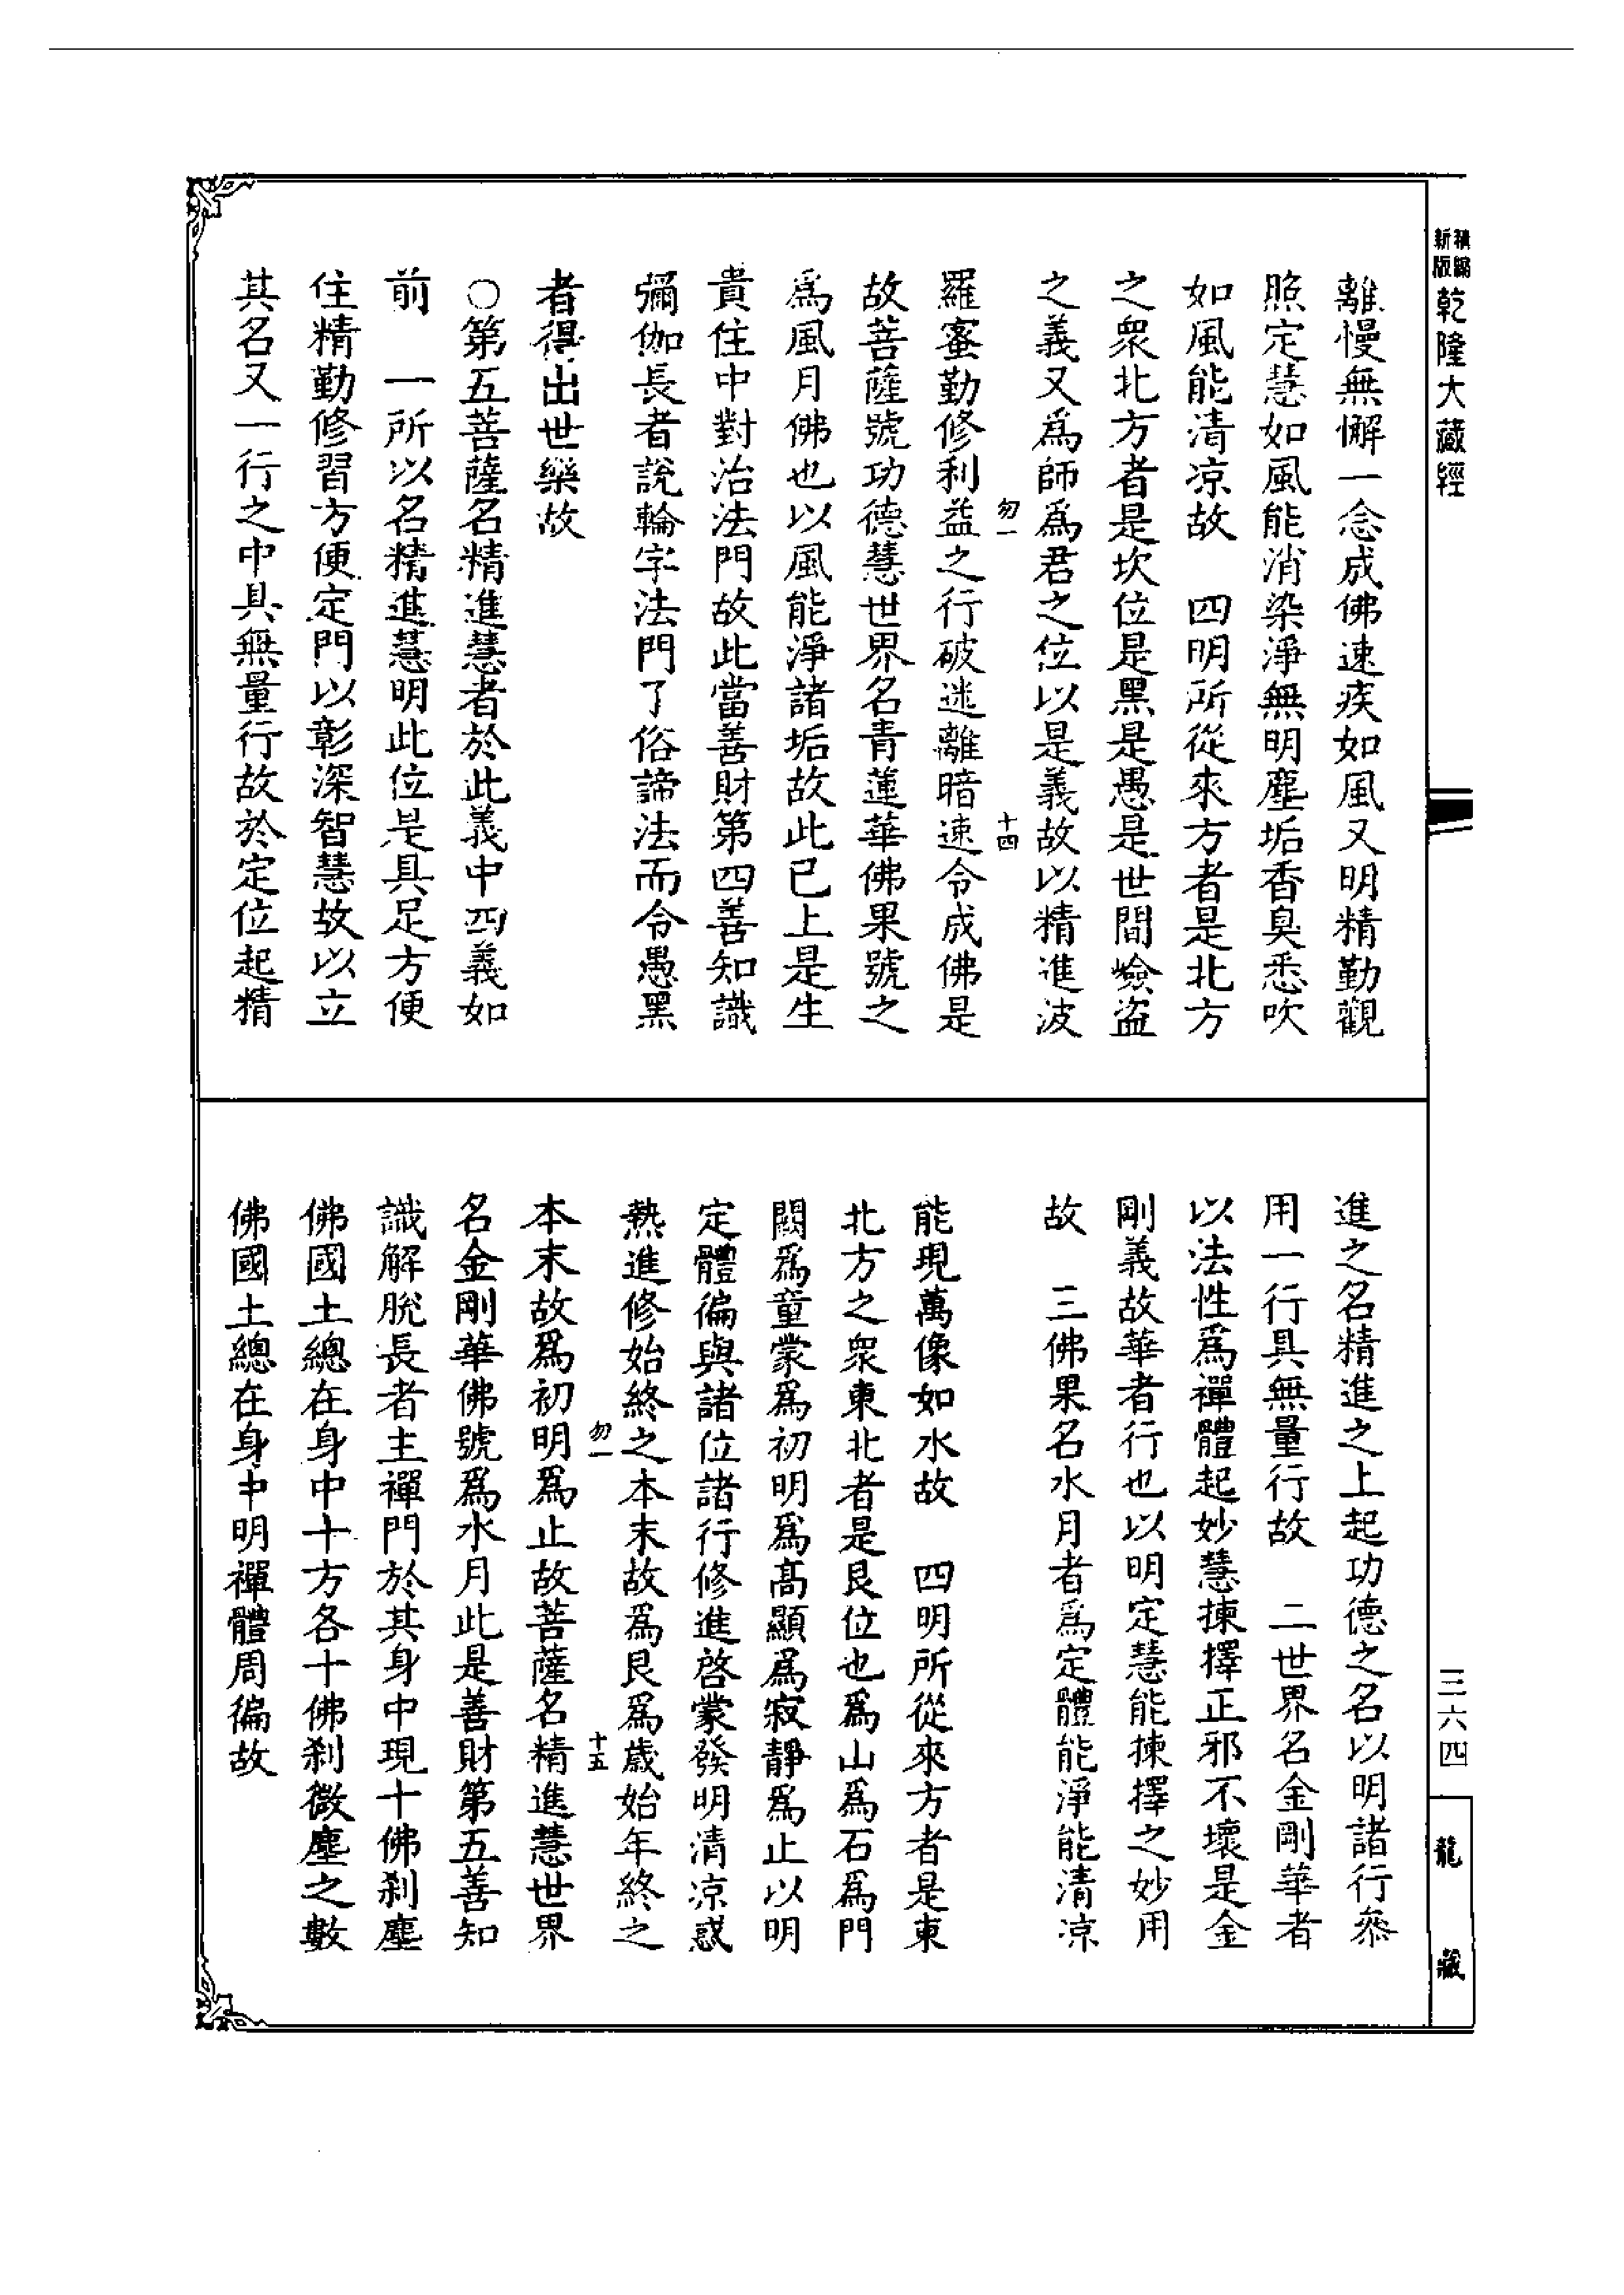 新版精縮乾隆大藏經
離慢無懈一念成佛速疾如風又明精勤觀
照定慧如風能消染淨無明塵垢香臭悉吹
如風能清凉故　四明所從來方者是北方
之衆北方者是坎位是黑是愚是世間嶮盜
之義又爲師爲君之位以是義故以精進波
勿一　十四
羅蜜勤修利益之行破迷離暗速令成佛是
故菩薩號功德慧世界名青蓮華佛果號之
爲風月佛也以風能淨諸垢故此已上是生
貴住中對治法門故此當善財第四善知識
彌伽長者說輪字法門了俗諦法而令愚黑
者得出世樂故
○第五菩薩名精進慧者於此義中四義如
前　一所以名精進慧明此位是具足方便
住精勤修習方便定門以彰深智慧故以立
其名又一行之中具無量行故於定位起精
進之名精進之上起功德之名以明諸行叅
用一行具無量行故　二世界名金剛華者
以法性爲禪體起妙慧揀擇正邪不壞是金
剛義故華者行也以明定慧能揀擇之妙用
故　三佛果名水月者爲定體能淨能清凉
能現萬像如水故　四明所從來方者是東
北方之衆東北者是艮位也爲山爲石爲門
闕爲童蒙爲初明爲高顯爲寂靜爲止以明
定體徧與諸位諸行修進啓蒙發明清凉惑
熱進修始終之本末故爲艮爲歲始年終之
勿一　十五
本末故爲初明爲止故菩薩名精進慧世界
名金剛華佛號爲水月此是善財第五善知
識解脫長者主禪門於其身中現十佛刹塵
佛國土總在身中十方各十佛刹微塵之數
佛國土總在身中明禪體周徧故
三六四
龍藏